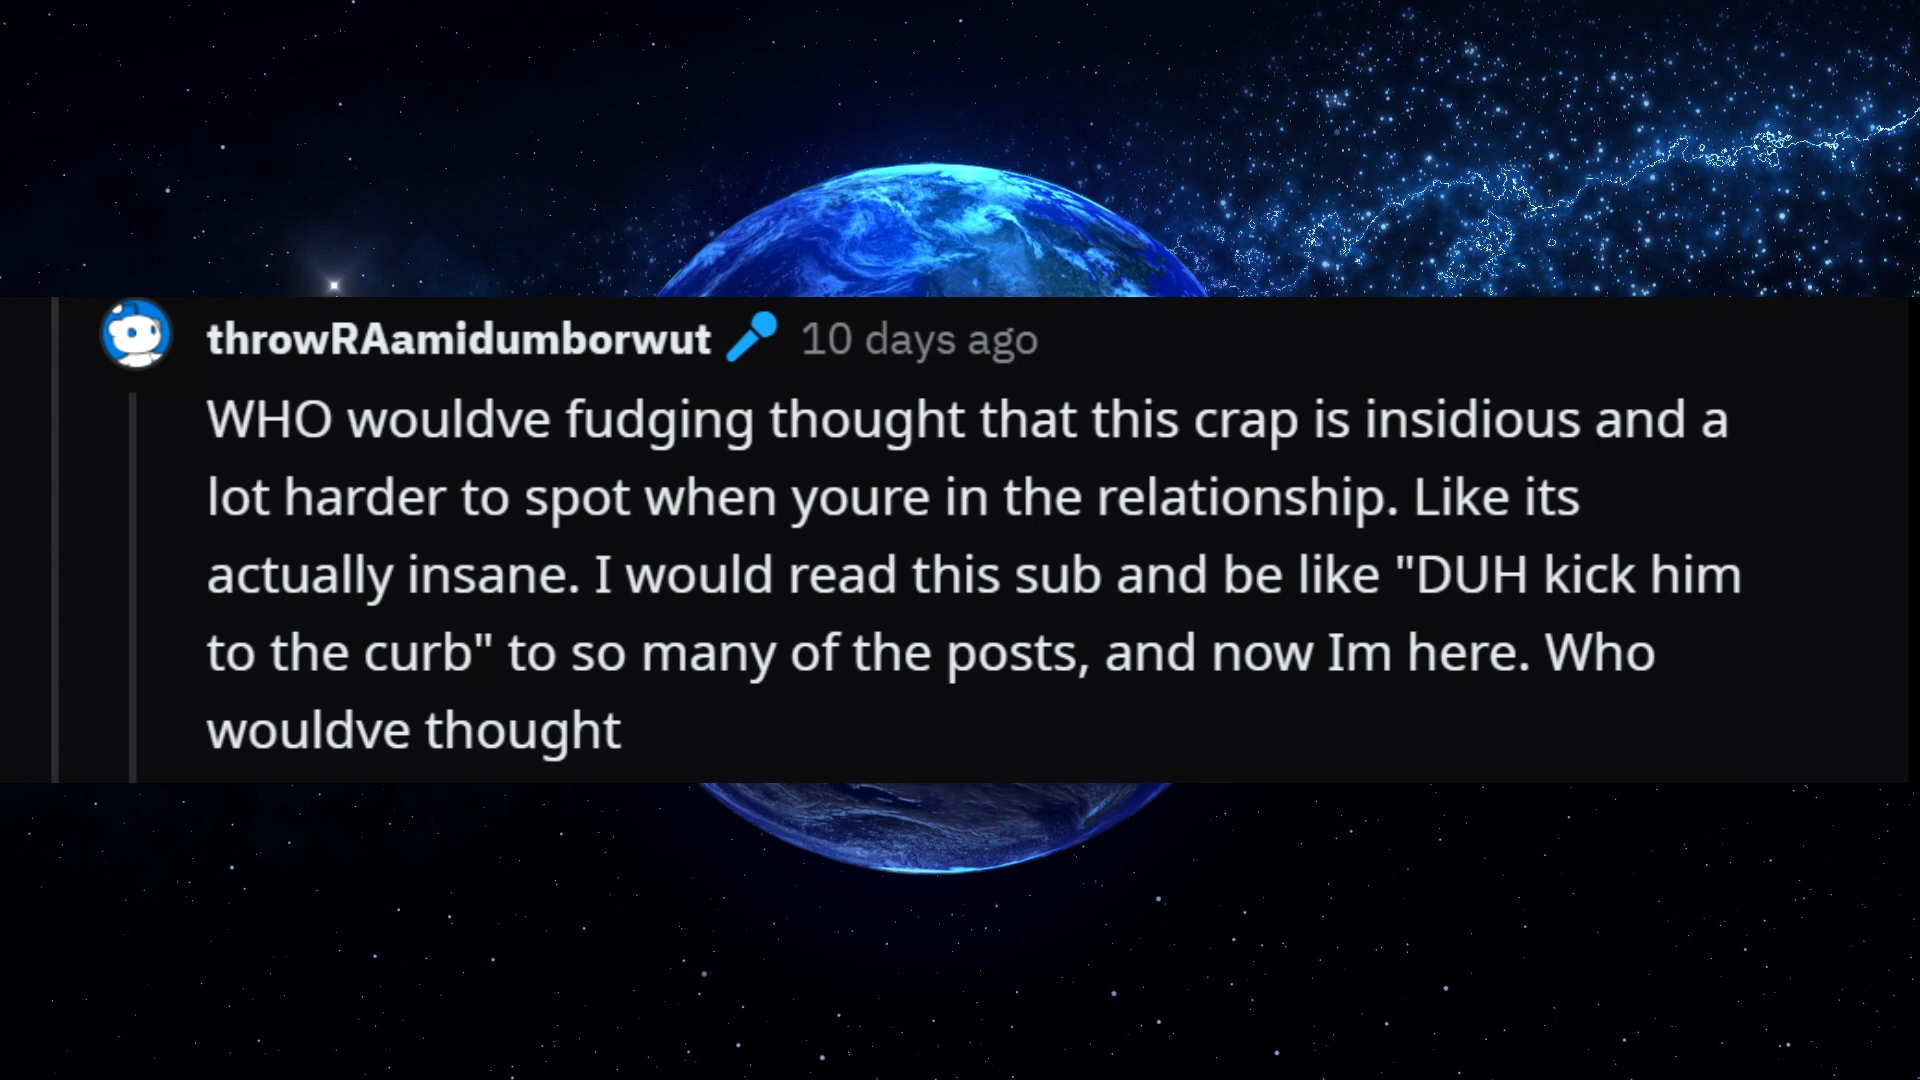 throwRAamidumborwut 10 days ago
WHO wouldve fudging thought that this crap is insidious and a
lot harder to spot when youre in the relationship. Like its
actually insane. I would read this sub and be like "DUH kick him
to the curb" to so many of the posts, and now Im here. Who
wouldve thought